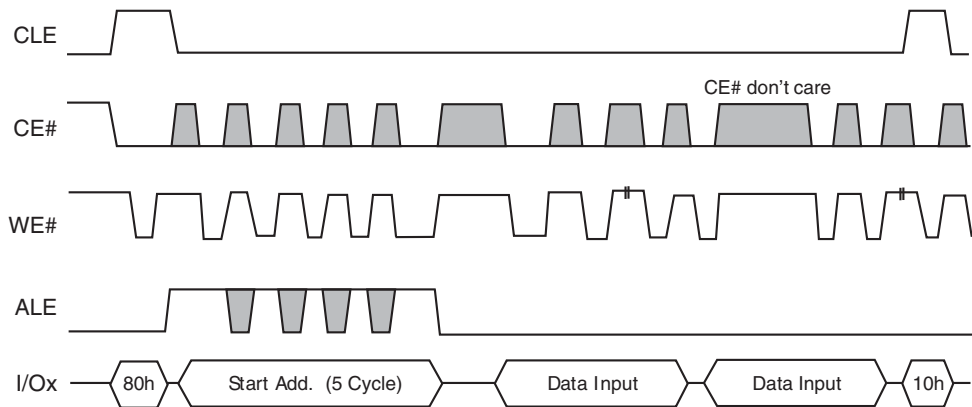 CLE
CE# don't care
CE#
WE#
ALE
I/Ox
80h
Start Add. (5 Cycle)
Data Input
Data Input
10h